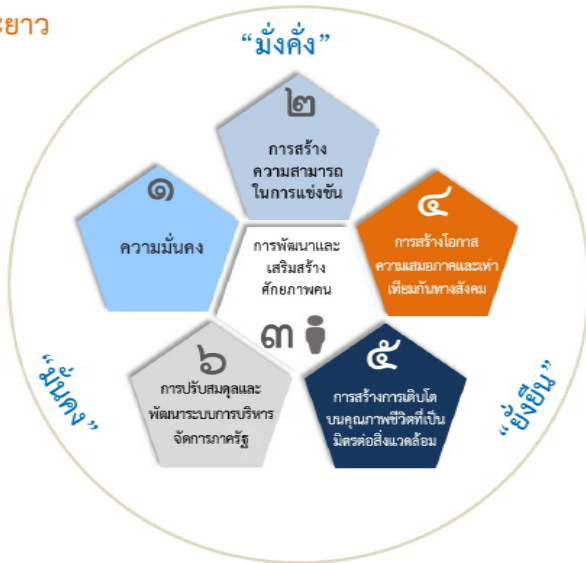 ะยาว
“มั่งคั่ง”
๒
การสร้าง
ความสามารถ
ในการแข่งขัน
๑
ความมั่นคง
๔
การสร้างโอกาส
ความเสมอภาคและเท่า
เทียมกันทางสังคม
การพัฒนาและ
เสริมสร้าง
ศักยภาพคน
๓
๖
การปรับสมดุลและ
พัฒนาระบบการบริหาร
จัดการภาครัฐ
๕
การสร้างการเติบโต
บนคุณภาพชีวิตที่เป็น
มิตรต่อสิ่งแวดล้อม
“มั่นคง”
“ยั่งยืน”